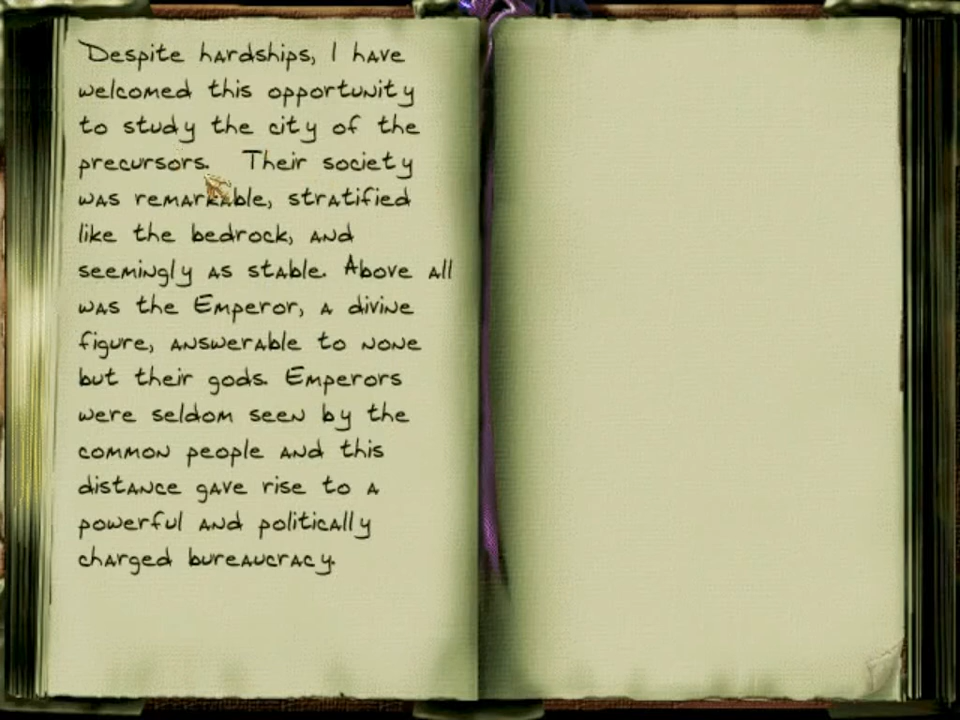 Despite hardships, I have
welcomed this opportunity
to study the city of the
precursors. Their society
was remarkable, stratified
like the bedrock, and
seemingly as stable. Above all
was the Emperor, a divine
figure, answerable to none
but their gods. Emperors
were seldom seen by the
common people and this
distance gave rise to a
powerful and politically
charged bureaucracy.